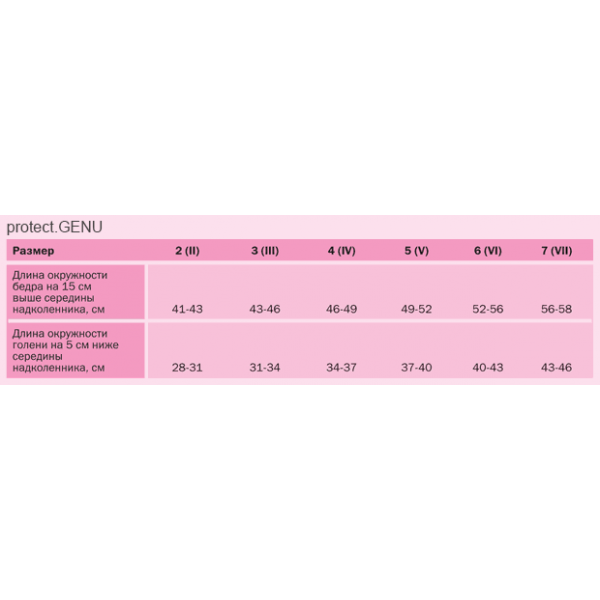 protect.GENU
Размер 2 (II) 3 (III) 4 (IV) 5 (V) 6 (VI) 7 (VII)
Длина окружности
бедра на 15 см
выше середины
надколенника, см 41-43 43-46 46-49 49-52 52-56 56-58
Длина окружности
голени на 5 см ниже
середины
надколенника, см 28-31 31-34 34-37 37-40 40-43 43-46